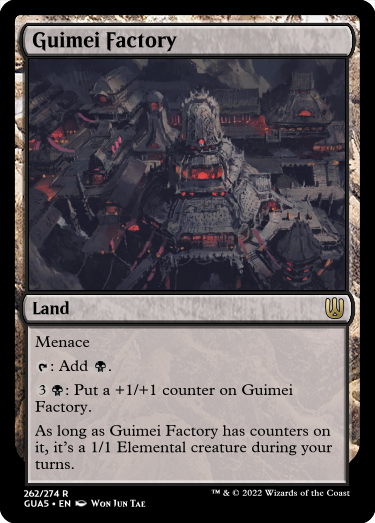 Guimei Factory
Land
Menace
: Add .
3 : Put a +1/+1 counter on Guimei
Factory.
As long as Guimei Factory has counters on
it, it's a 1/1 Elemental creature during your
turns.
262/274 R
GUA5 • EN Won Jun Tae
™ & © 2022 Wizards of the Coast